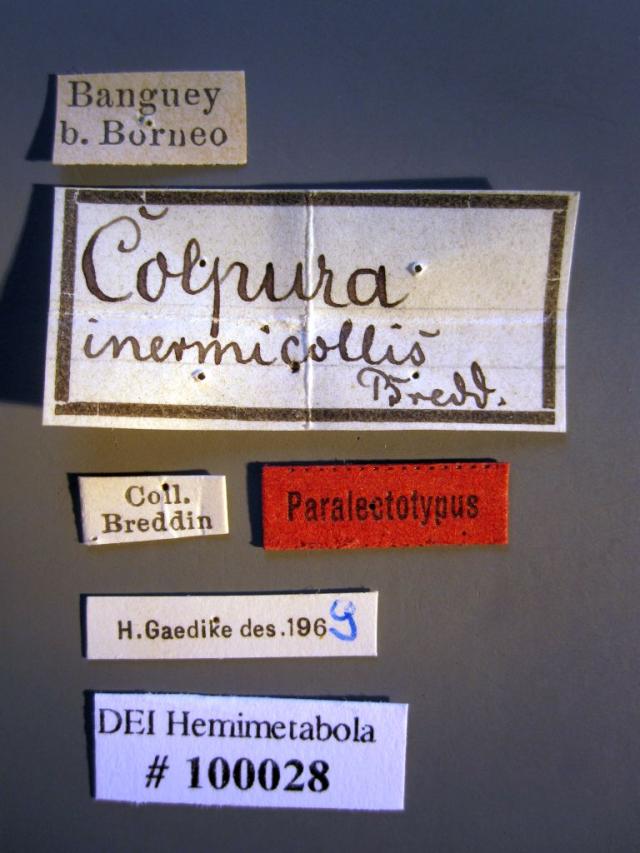 Banguey
b. Borneo
Colpura
inermicollis
Bredd.
Coll.
Breddin
Paralectotypus
H.Gaedike des.1969
DEI Hemimetabola
# 100028